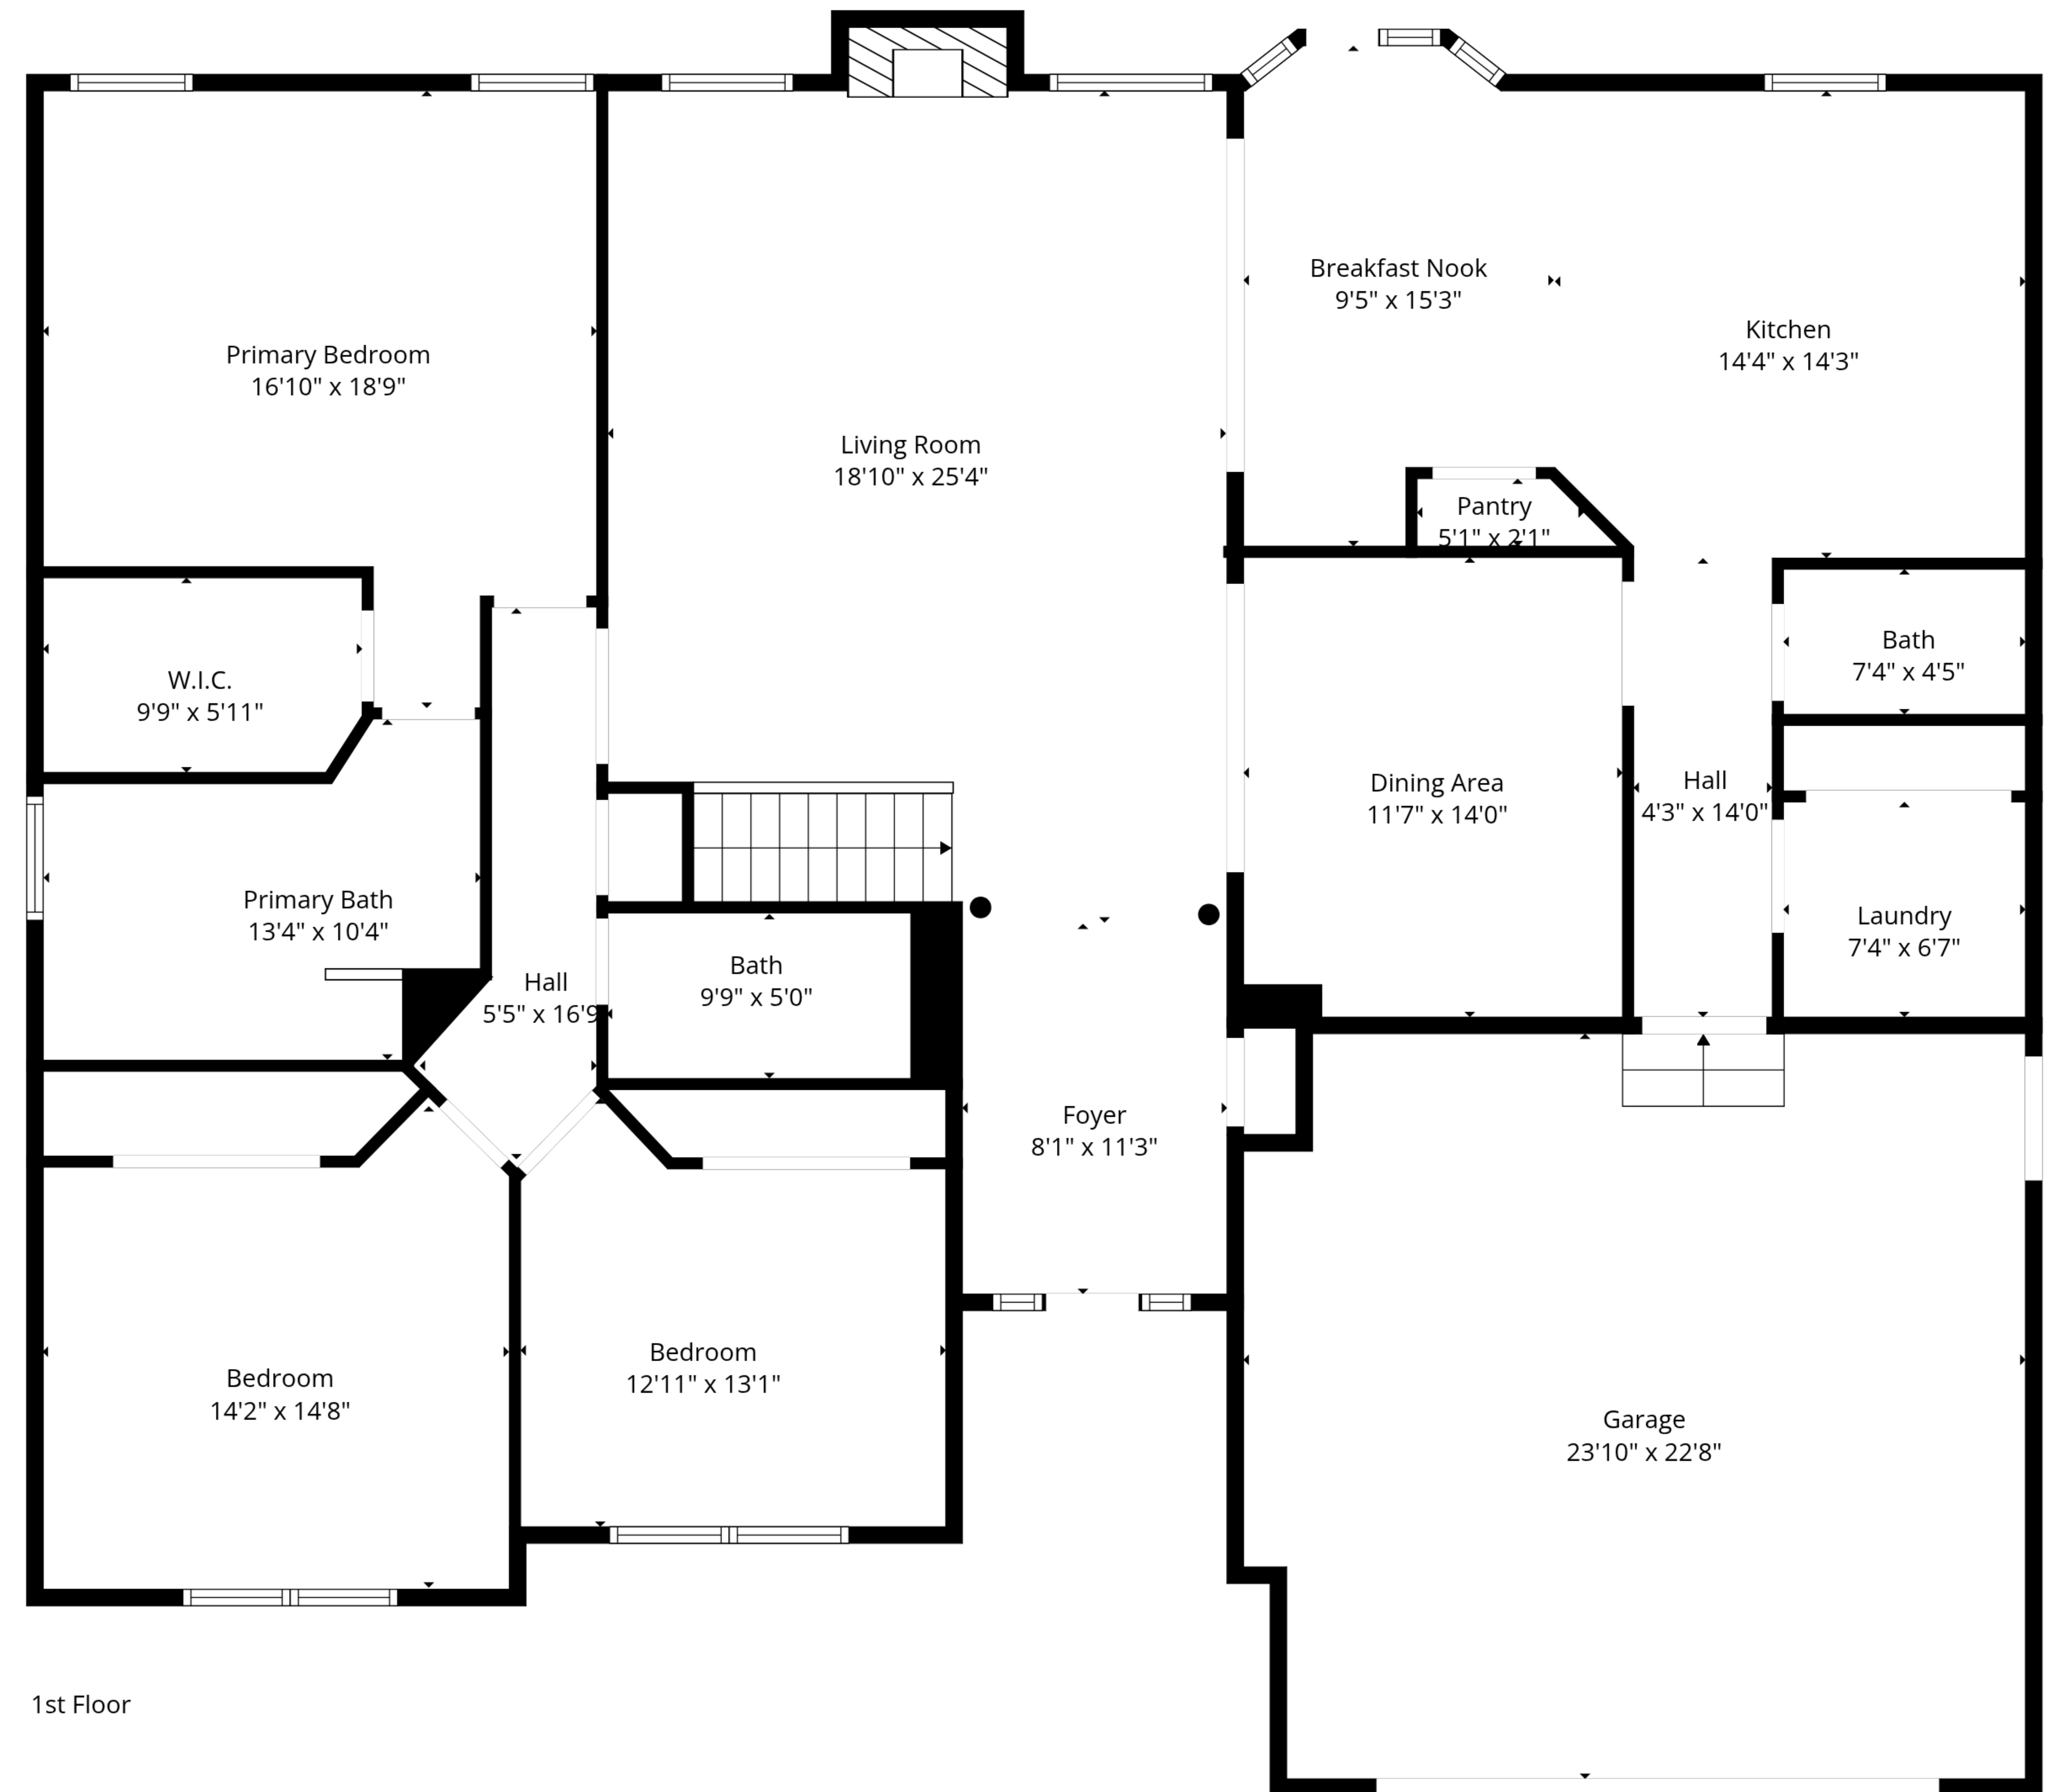 Breakfast Nook
9'5" x 15'3"
Kitchen
14'4" x 14'3"
Primary Bedroom
16'10" x 18'9"
Living Room
18'10" x 25'4"
Pantry
5'1" x 2'1"
Bath
7'4" x 4'5"
W.I.C.
9'9" x 5'11"
Dining Area
11'7" x 14'0"
Hall
4'3" x 14'0"
Primary Bath
13'4" x 10'4"
Laundry
7'4" x 6'7"
Bath
9'9" x 5'0"
Hall
5'5" x 16'9
Foyer
8'1" x 11'3"
Bedroom
14'2" x 14'8"
Bedroom
12'11" x 13'1"
Garage
23'10" x 22'8"
1st Floor